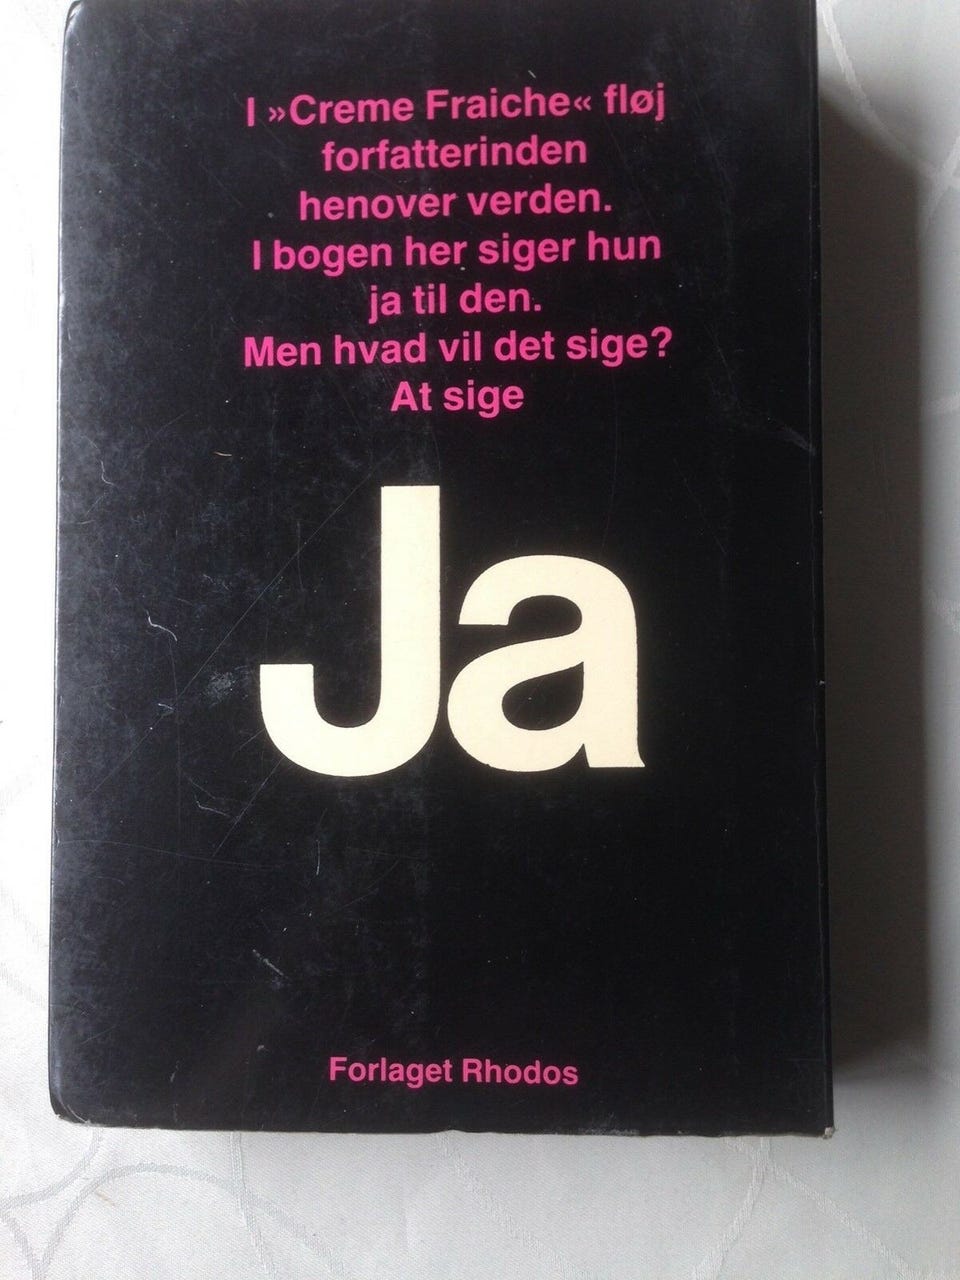 I »Creme Fraiche« fløj
forfatterinden
henover verden.
I bogen her siger hun
ja til den.
Men hvad vil det sige?
At sige
Ja
Forlaget Rhodos